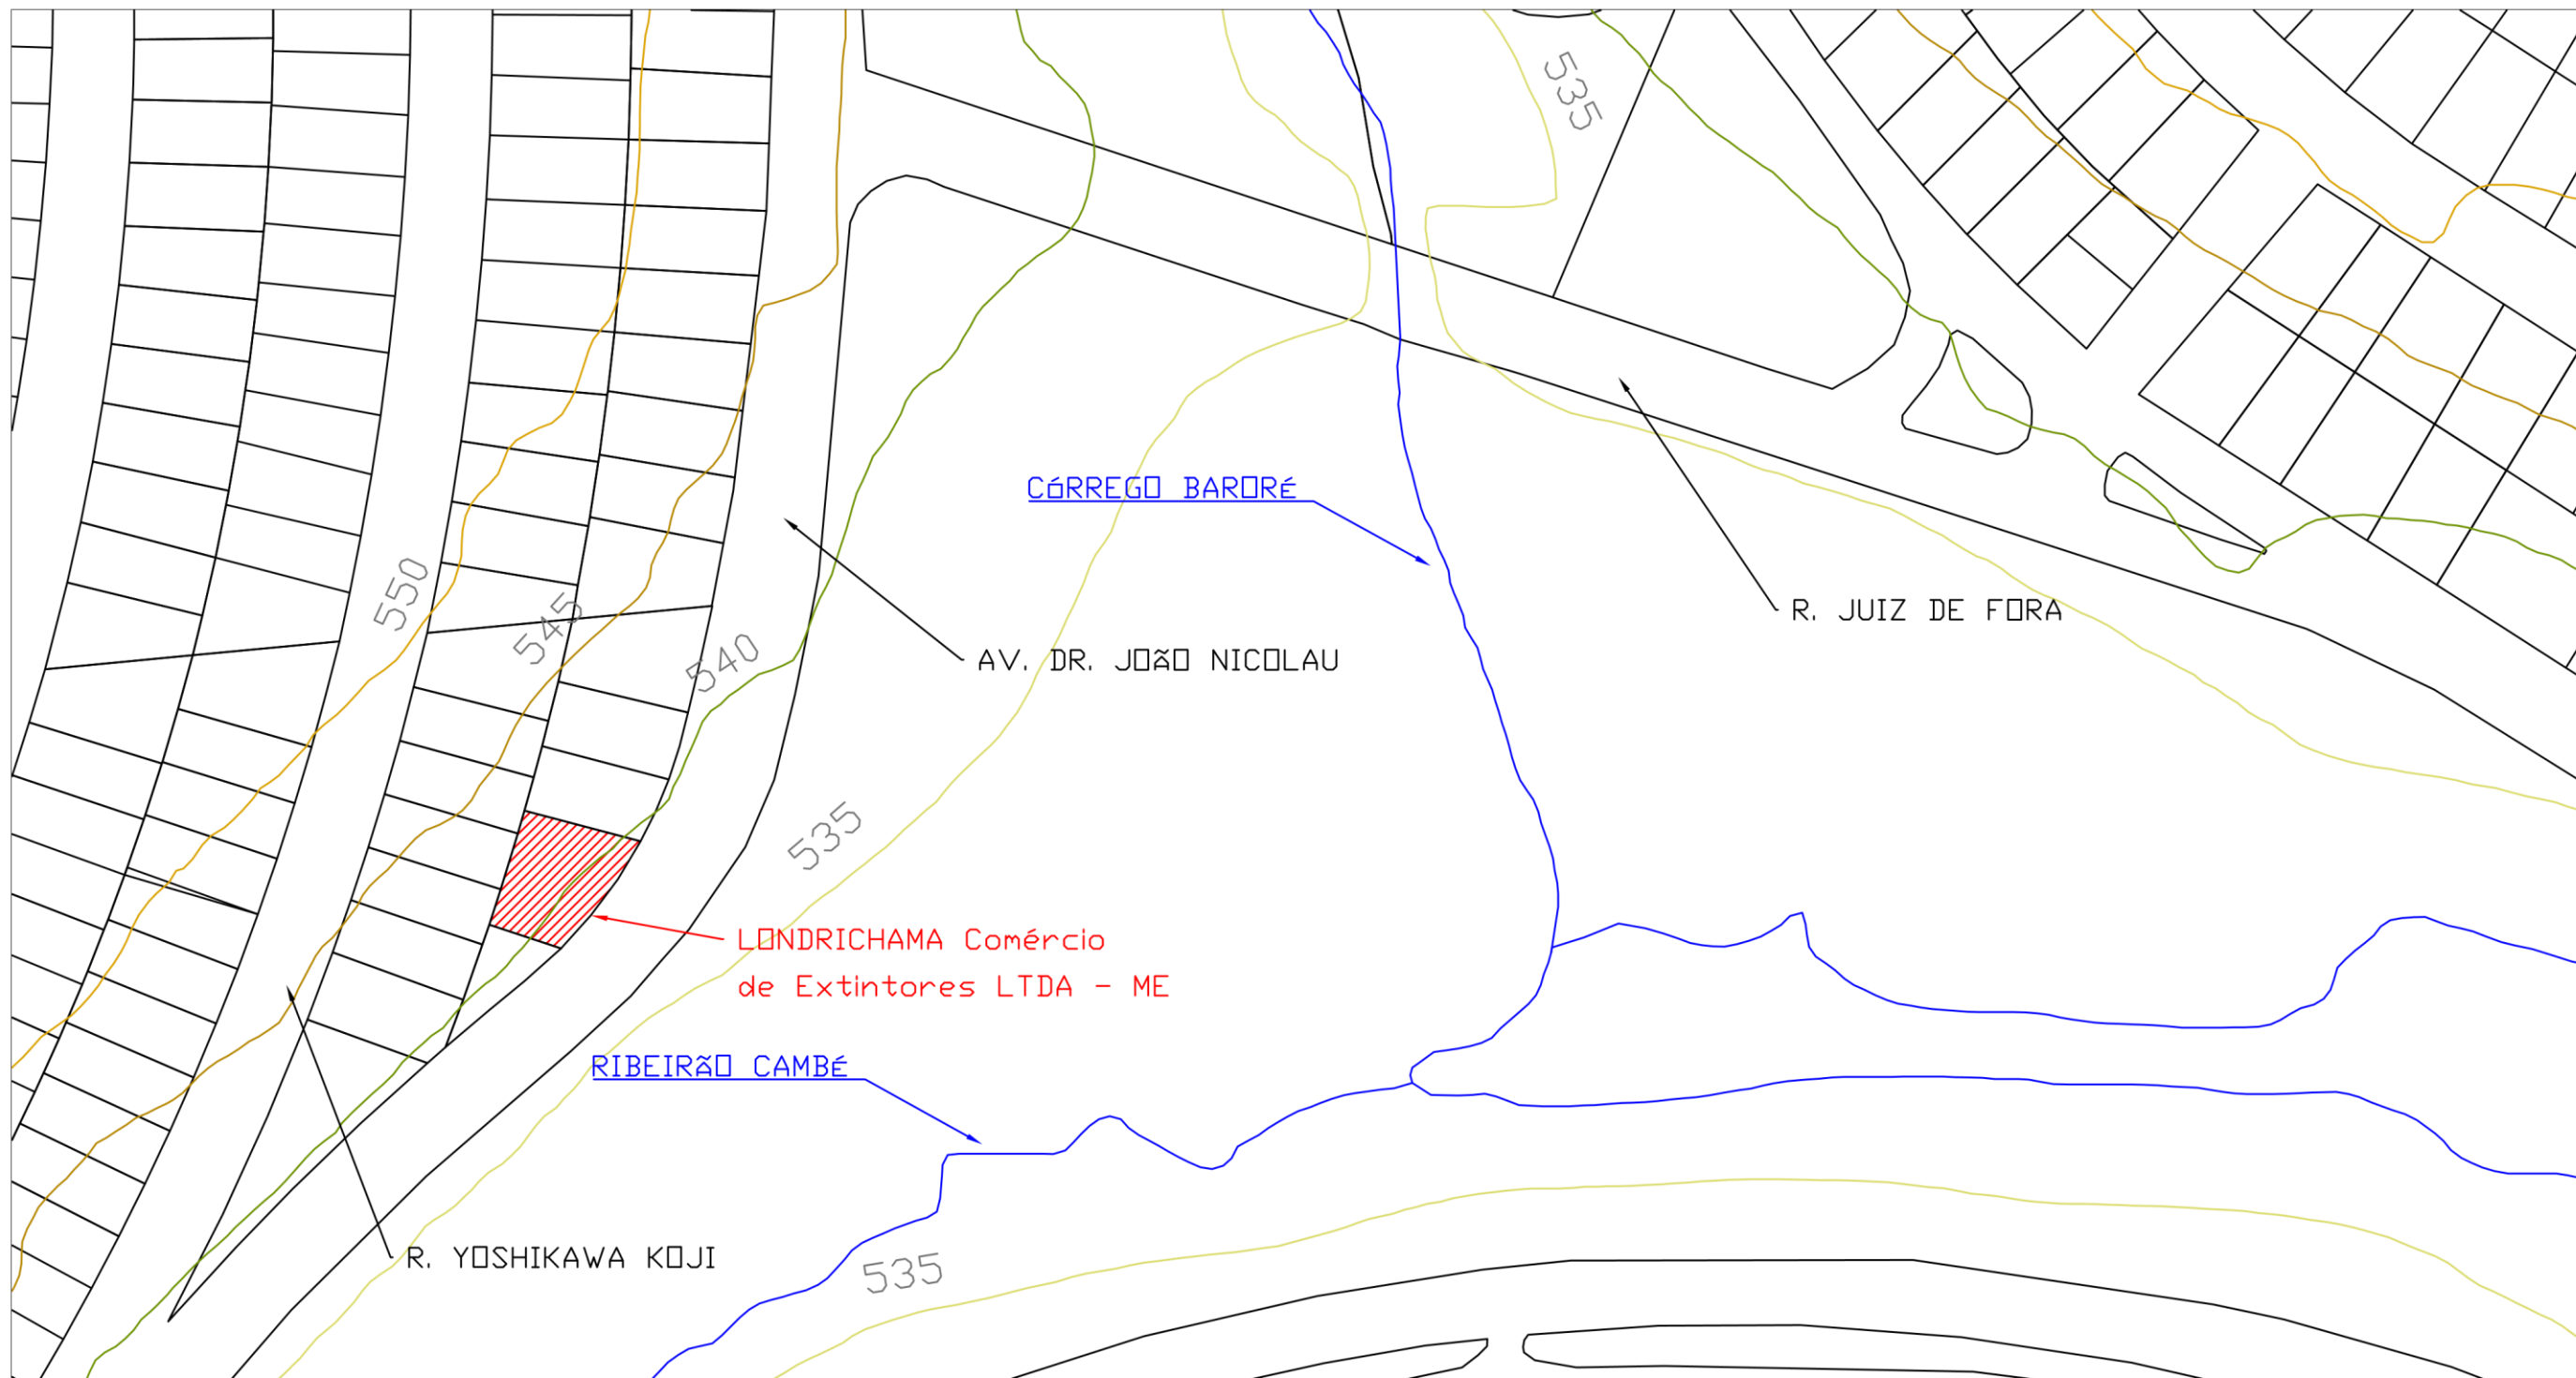 535
CÓRREGO BARORÉ
550
545
R. JUIZ DE FORA
540
AV. DR. JOÃO NICOLAU
535
LONDRICHAMA Comércio
de Extintores LTDA - ME
RIBEIRÃO CAMBÉ
R. YOSHIKAWA KOJI
535